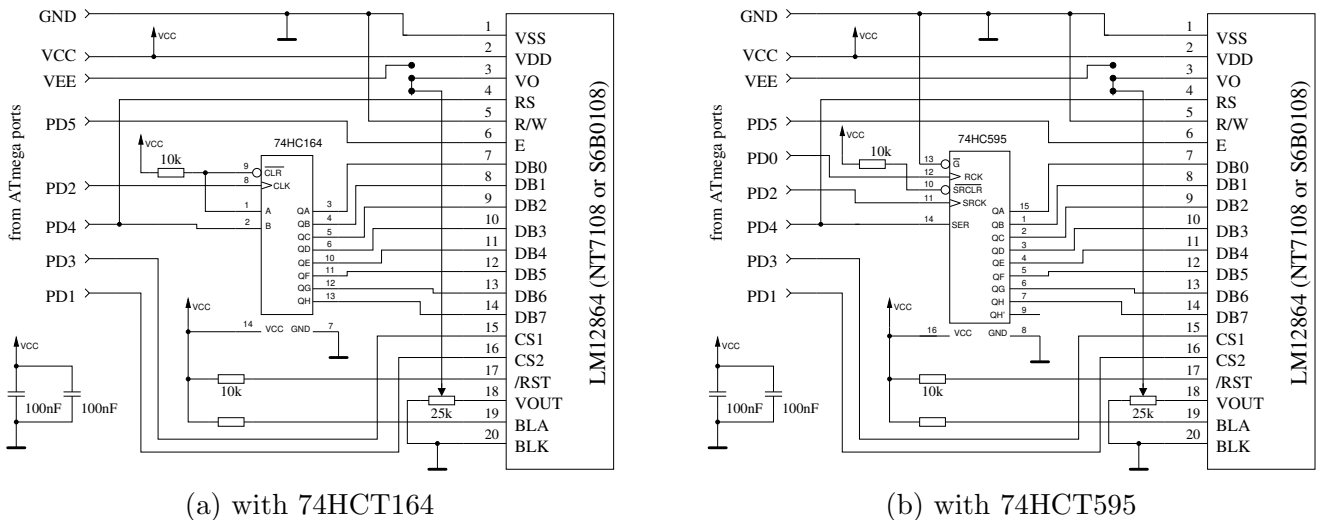 GND
VCC
VCC
VEE
from ATmega ports
PD5
PD2
PD4
PD3
PD1
VCC
10k
74HC164
9
CLR
8
CLK
1
A
2
B
QA
3
QB
4
QC
5
QD
6
QE
10
QF
11
QG
12
QH
13
VCC
14
VCC
GND
7
VCC
100nF
100nF
10k
25k
1
VSS
2
VDD
3
VO
4
RS
5
R/W
6
E
7
DB0
8
DB1
9
DB2
10
DB3
11
DB4
12
DB5
13
DB6
14
DB7
15
CS1
16
CS2
17
/RST
18
VOUT
19
BLA
20
BLK
LM12864 (NT7108 or S6B0108)
(a) with 74HCT164
GND
VCC
VCC
VEE
from ATmega ports
PD5
PD0
PD2
PD4
PD3
PD1
VCC
10k
74HC595
13
G
12
RCK
10
SRCLR
11
SRCK
14
SER
QA
15
QB
1
QC
2
QD
3
QE
4
QF
5
QG
6
QH
7
QH'
9
VCC
16
VCC
GND
8
VCC
100nF
100nF
10k
25k
1
VSS
2
VDD
3
VO
4
RS
5
R/W
6
E
7
DB0
8
DB1
9
DB2
10
DB3
11
DB4
12
DB5
13
DB6
14
DB7
15
CS1
16
CS2
17
/RST
18
VOUT
19
BLA
20
BLK
LM12864 (NT7108 or S6B0108)
(b) with 74HCT595